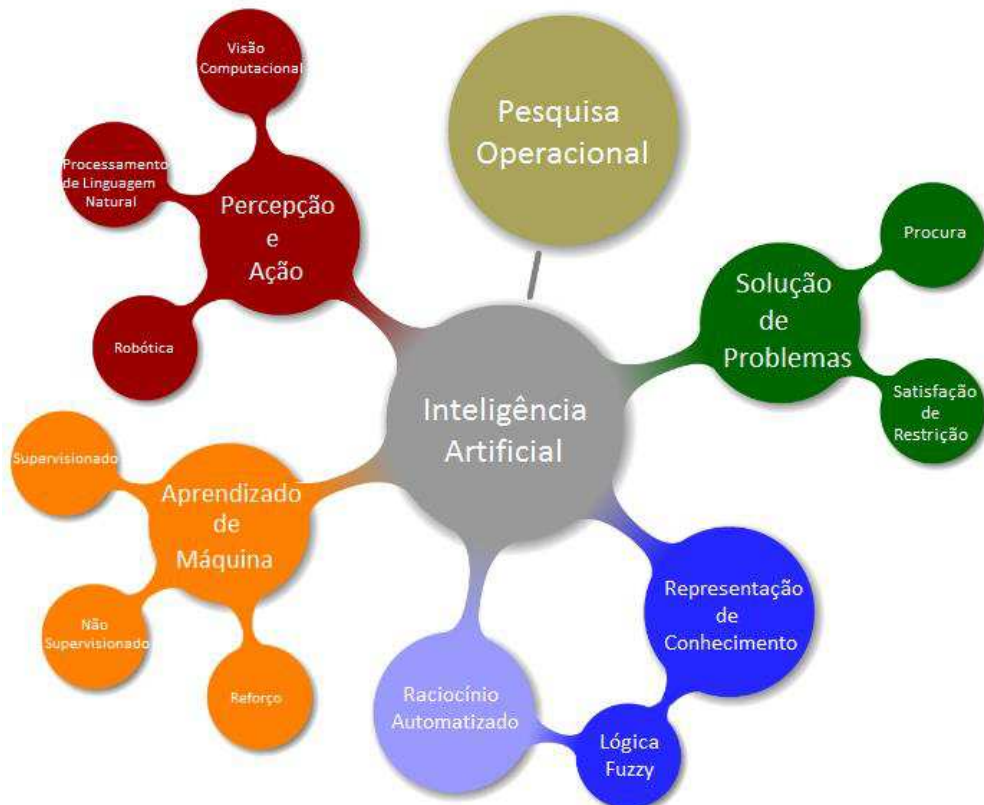 Visão
Computacional
Processamento
de Linguagem
Natural
Percepção
e
Ação
Robótica
Pesquisa
Operacional
Procura
Solução
de
Problemas
Satisfação
de
Restrição
Inteligência
Artificial
Supervisionado
Aprendizado
de
Máquina
Não
Supervisionado
Reforço
Representação
de
Conhecimento
Raciocínio
Automatizado
Lógica
Fuzzy